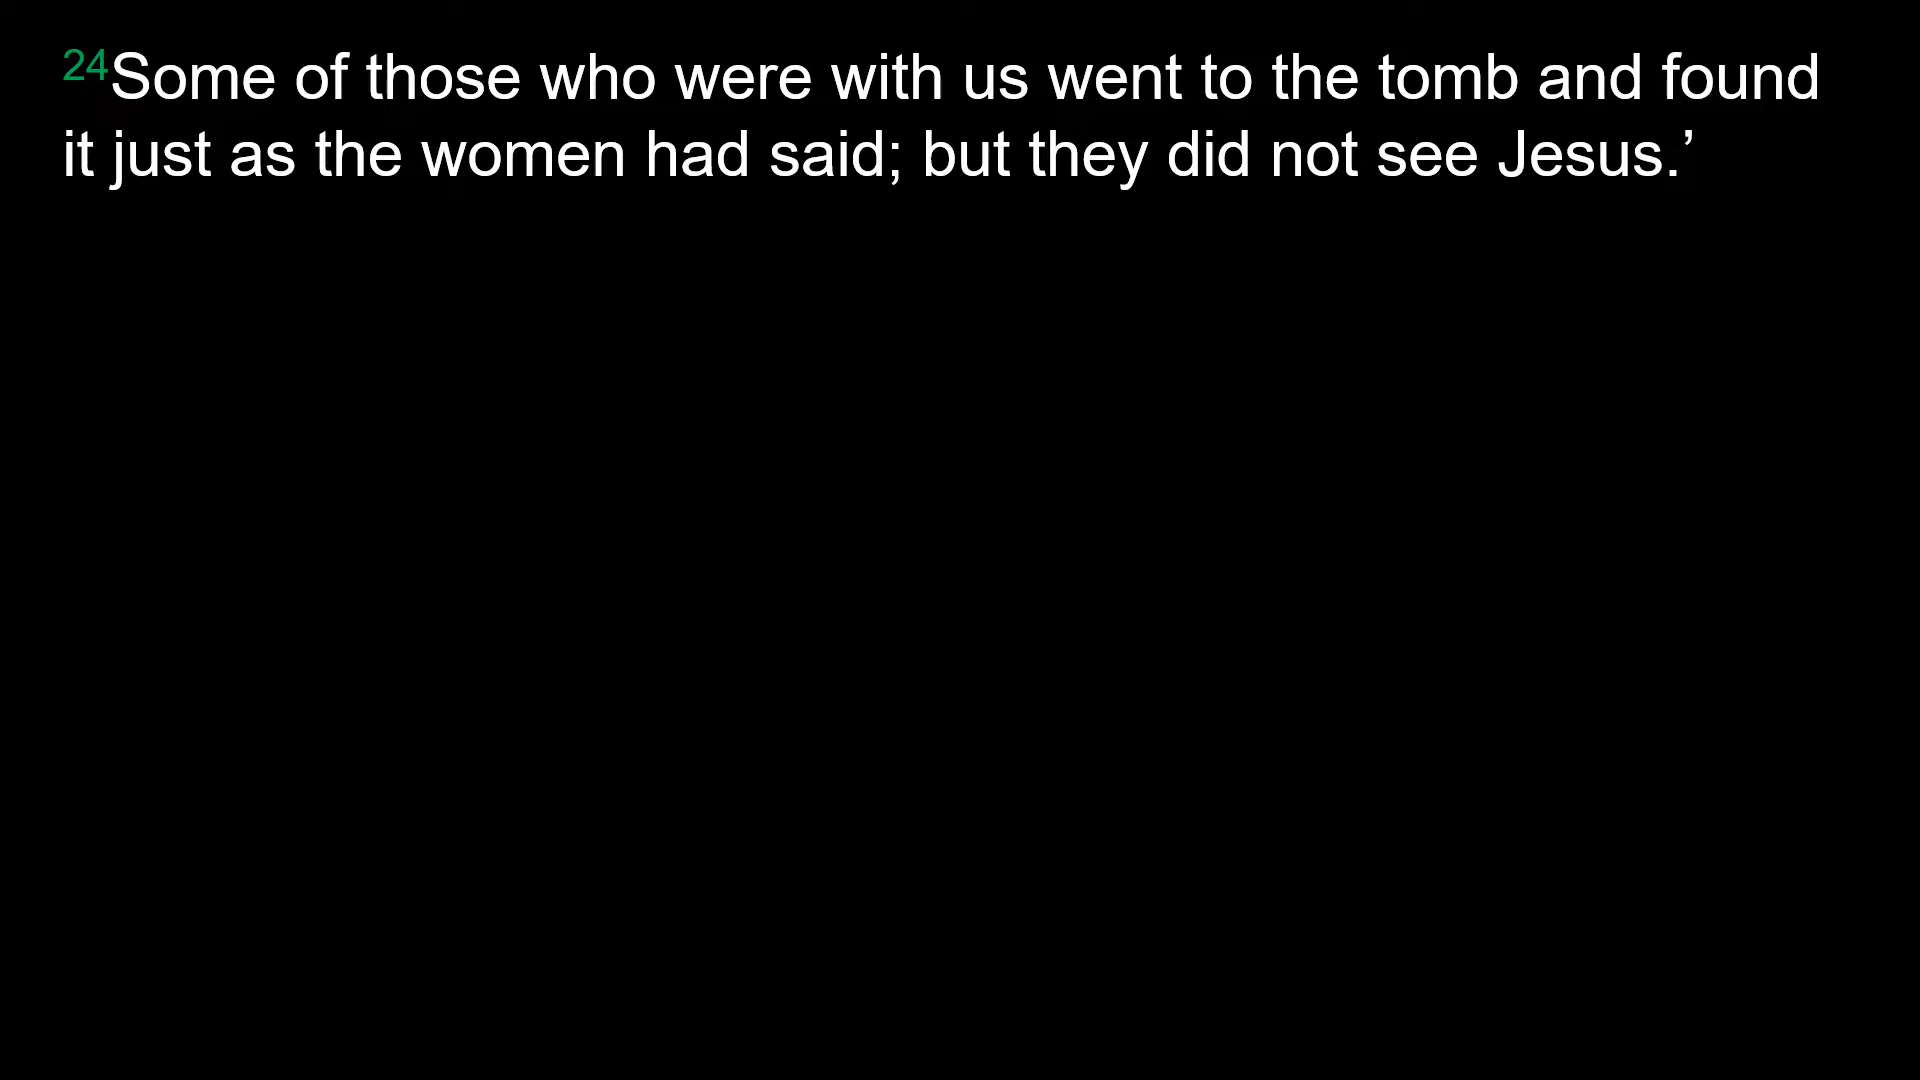 24Some of those who were with us went to the tomb and found
it just as the women had said; but they did not see Jesus.’